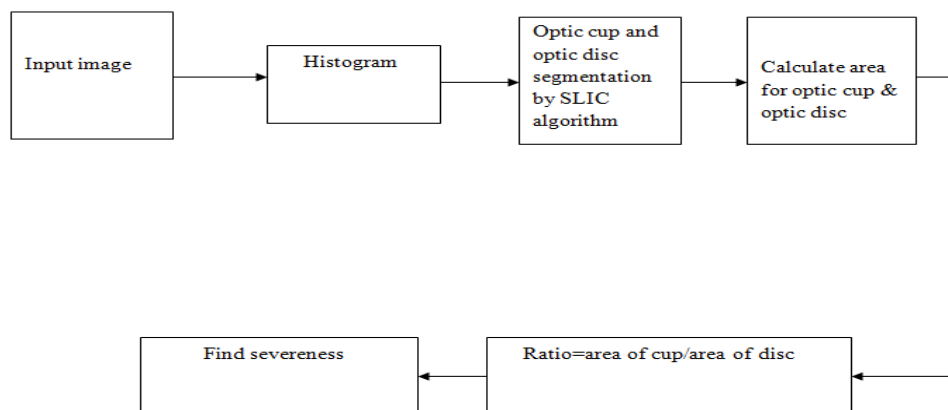 Input image
Histogram
Optic cup and
optic disc
segmentation
by SLIC
algorithm
Calculate area
for optic cup &
optic disc
Find severeness
Ratio=area of cup/area of disc